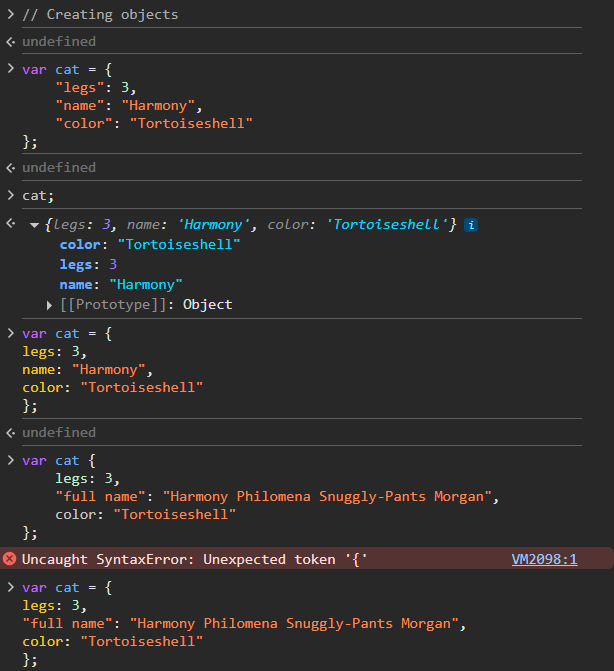 // Creating objects
undefined
var cat = {
    "legs": 3,
    "name": "Harmony",
    "color": "Tortoiseshell"
};
undefined
cat;
{legs: 3, name: 'Harmony', color: 'Tortoiseshell'} i
color: "Tortoiseshell"
legs: 3
name: "Harmony"
[[Prototype]]: Object
var cat = {
legs: 3,
name: "Harmony",
color: "Tortoiseshell"
};
undefined
var cat {
    legs: 3,
    "full name": "Harmony Philomena Snuggly-Pants Morgan",
    color: "Tortoiseshell"
};
Uncaught SyntaxError: Unexpected token '{' VM2098:1
var cat = {
legs: 3,
"full name": "Harmony Philomena Snuggly-Pants Morgan",
color: "Tortoiseshell"
};